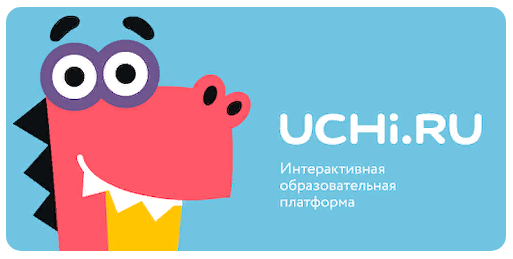 UCHi.RU
Интерактивная
образовательная
платформа